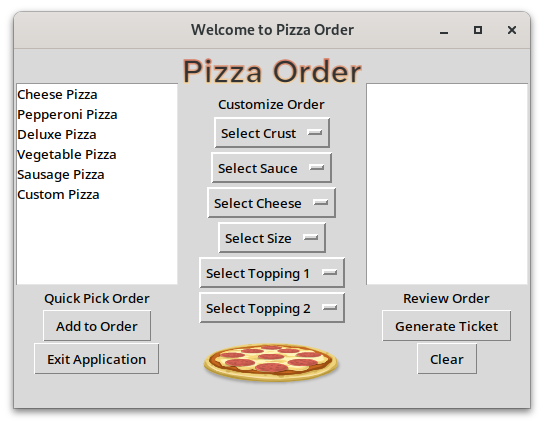 Welcome to Pizza Order
Pizza Order
Cheese Pizza
Pepperoni Pizza
Deluxe Pizza
Vegetable Pizza
Sausage Pizza
Custom Pizza
Quick Pick Order
Add to Order
Exit Application
Customize Order
Select Crust
Select Sauce
Select Cheese
Select Size
Select Topping 1
Select Topping 2
Review Order
Generate Ticket
Clear